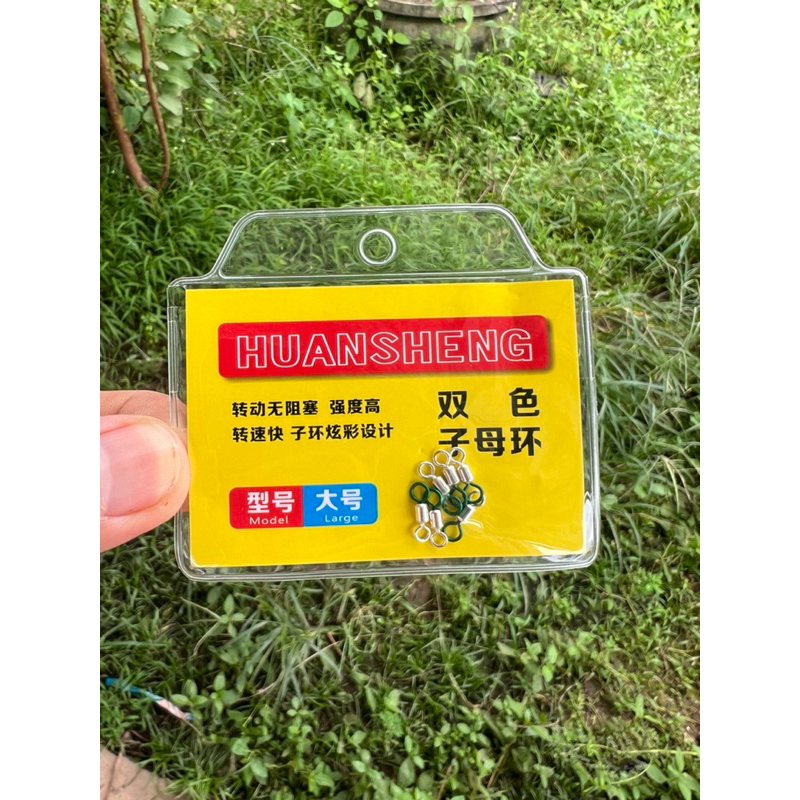 HUANSHENG
转动无阻塞 强度高
转速快 子环炫彩设计
双 色
子母环
型号 大号
Model Large